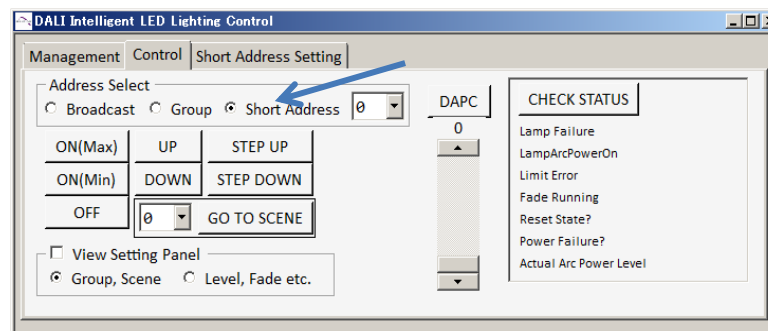 DALI Intelligent LED Lighting Control
Management Control Short Address Setting
Address Select
Broadcast Group Short Address 0
DAPC
0
CHECK STATUS
Lamp Failure
LampArcPowerOn
Limit Error
Fade Running
Reset State?
Power Failure?
Actual Arc Power Level
ON(Max) UP STEP UP
ON(Min) DOWN STEP DOWN
OFF 0 GO TO SCENE
View Setting Panel
Group, Scene Level, Fade etc.